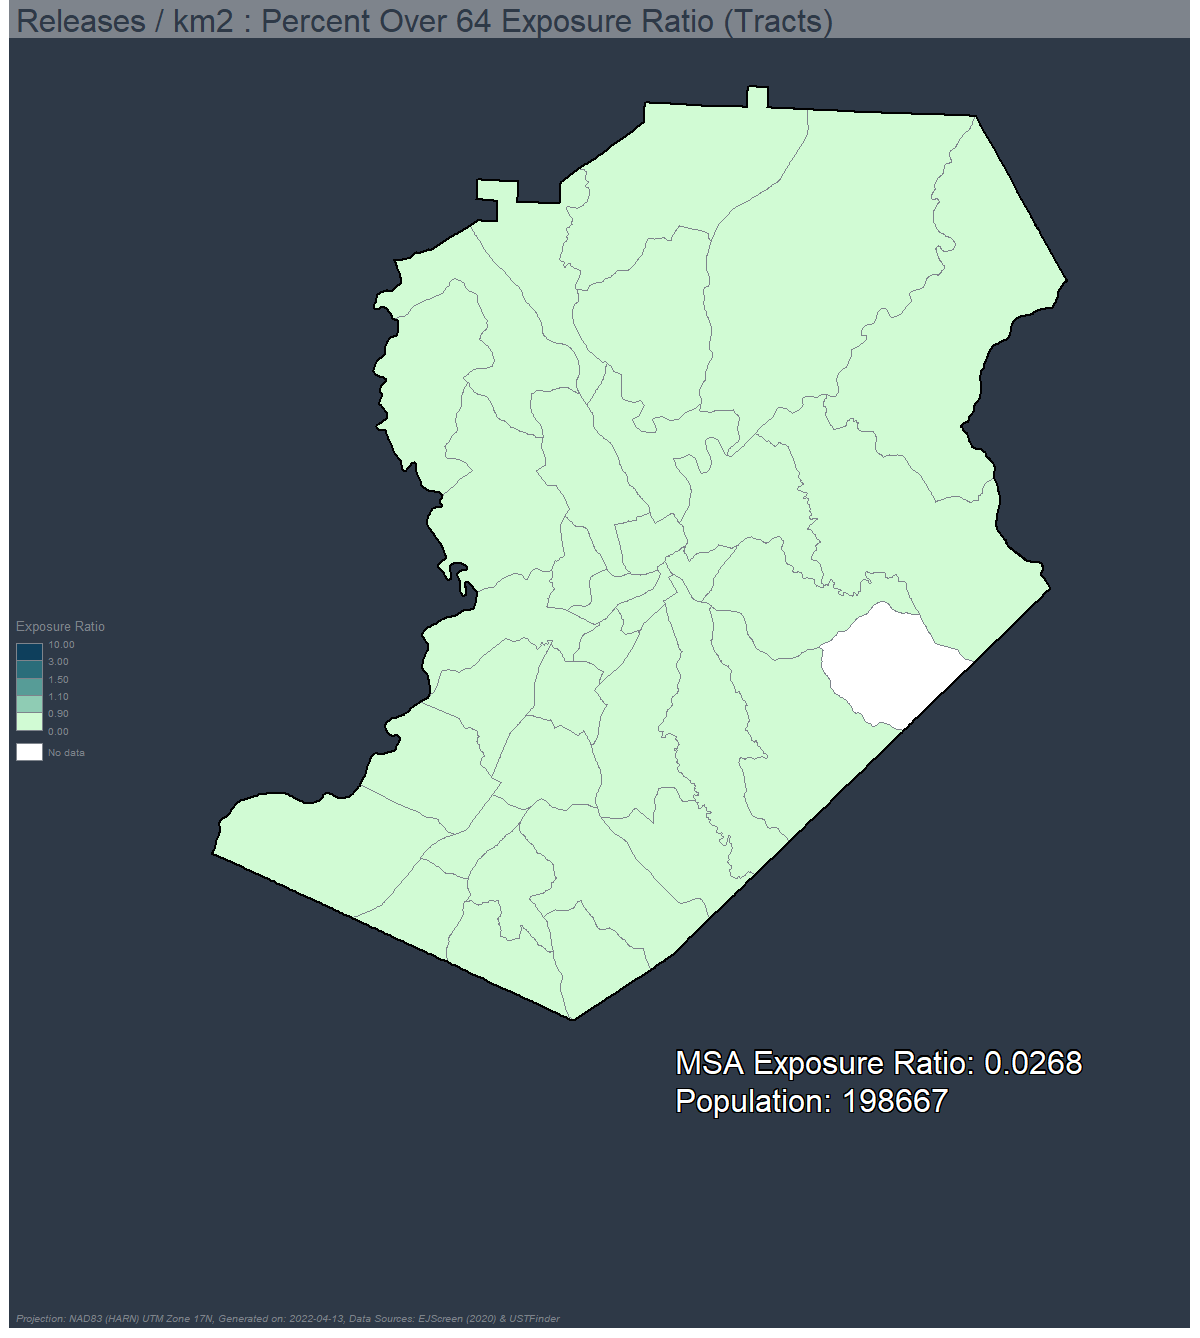 Releases / km2 : Percent Over 64 Exposure Ratio (Tracts)
Exposure Ratio
10.00
3.00
1.50
1.10
0.90
0.00
No data
MSA Exposure Ratio: 0.0268
Population: 198667
Projection: NAD83 (HARN) UTM Zone 17N, Generated on: 2022-04-13, Data Sources: EJScreen (2020) & USTFinder